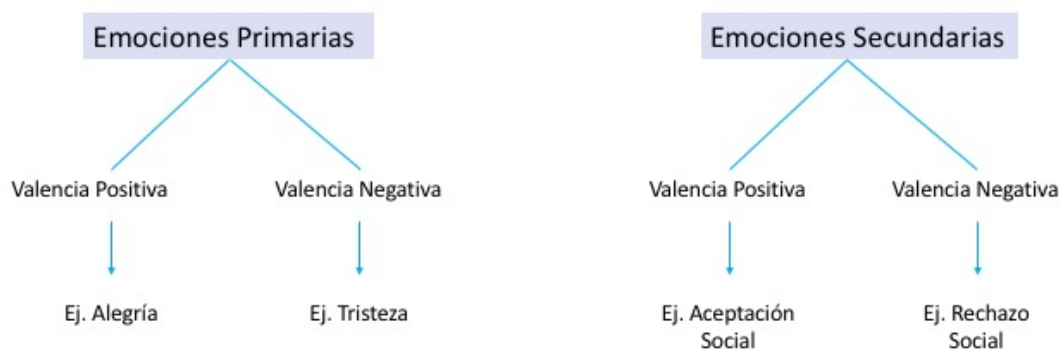 Emociones Primarias
Emociones Secundarias
Valencia Positiva
Valencia Negativa
Valencia Positiva
Valencia Negativa
Ej. Alegría
Ej. Tristeza
Ej. Aceptación
Social
Ej. Rechazo
Social